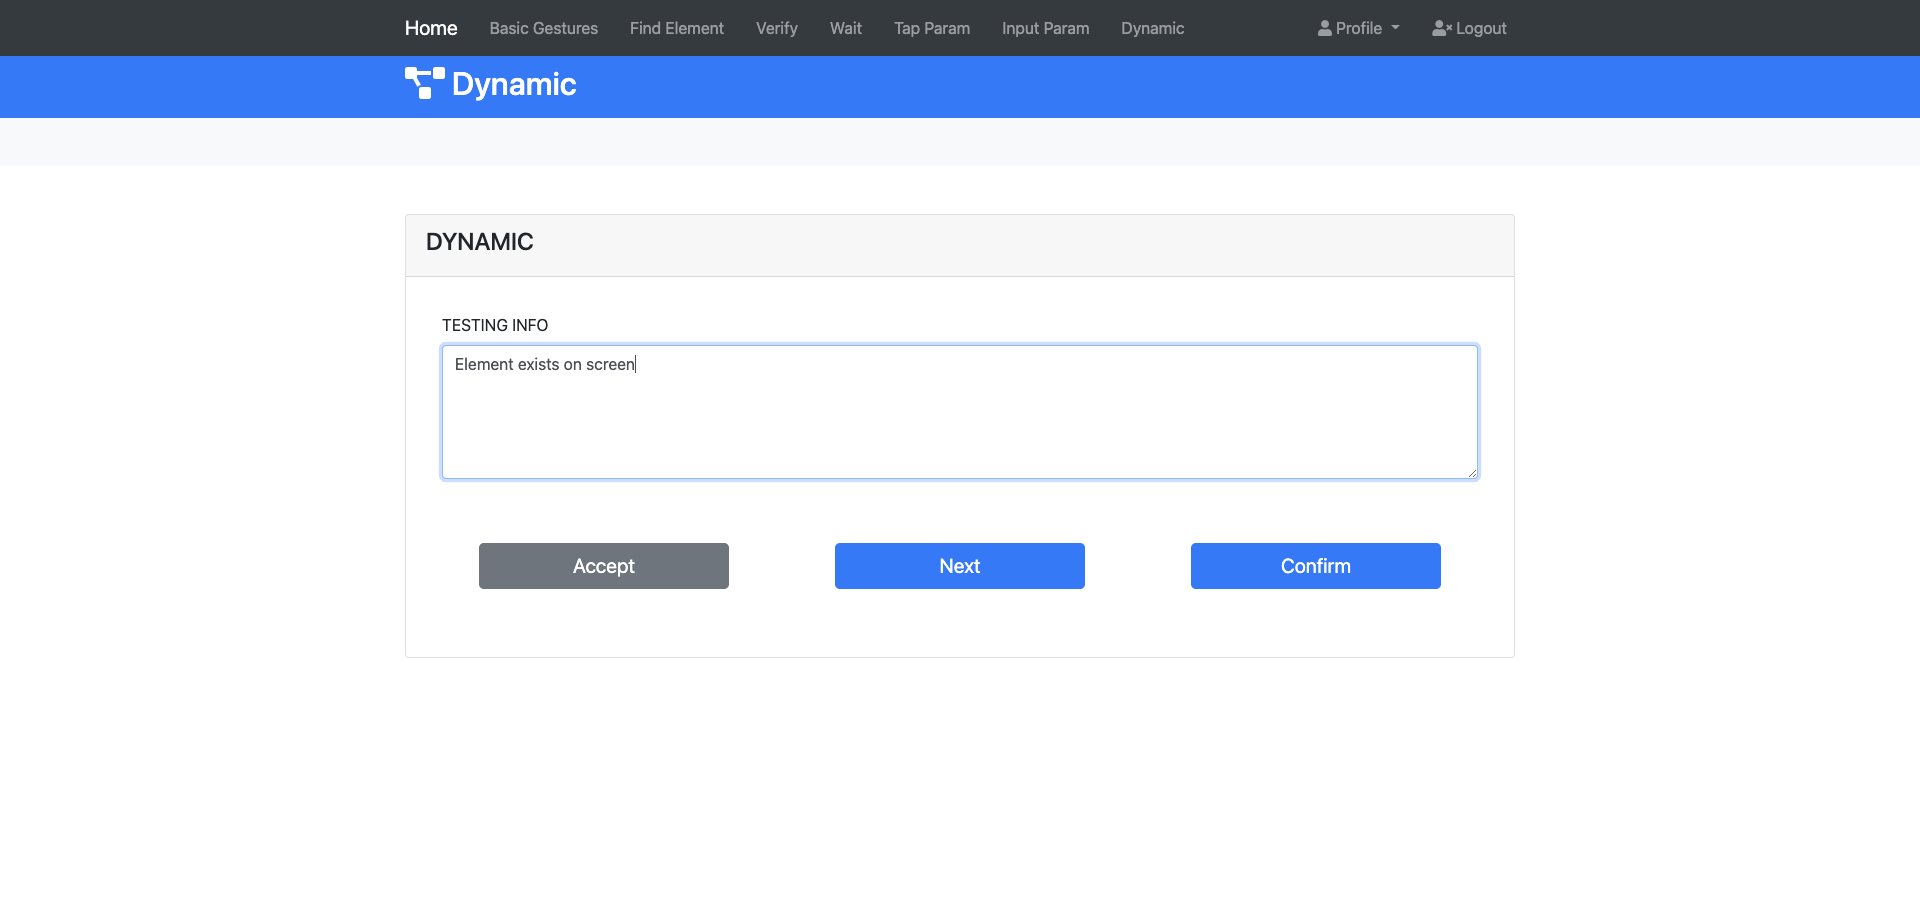 Home Basic Gestures Find Element Verify Wait Tap Param Input Param Dynamic Profile Logout
Dynamic
DYNAMIC
TESTING INFO
Element exists on screen
Accept Next Confirm